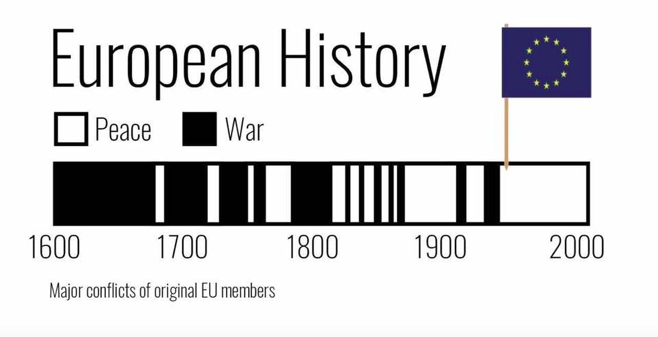 European History
Peace War
1600 1700 1800 1900 2000
Major conflicts of original EU members